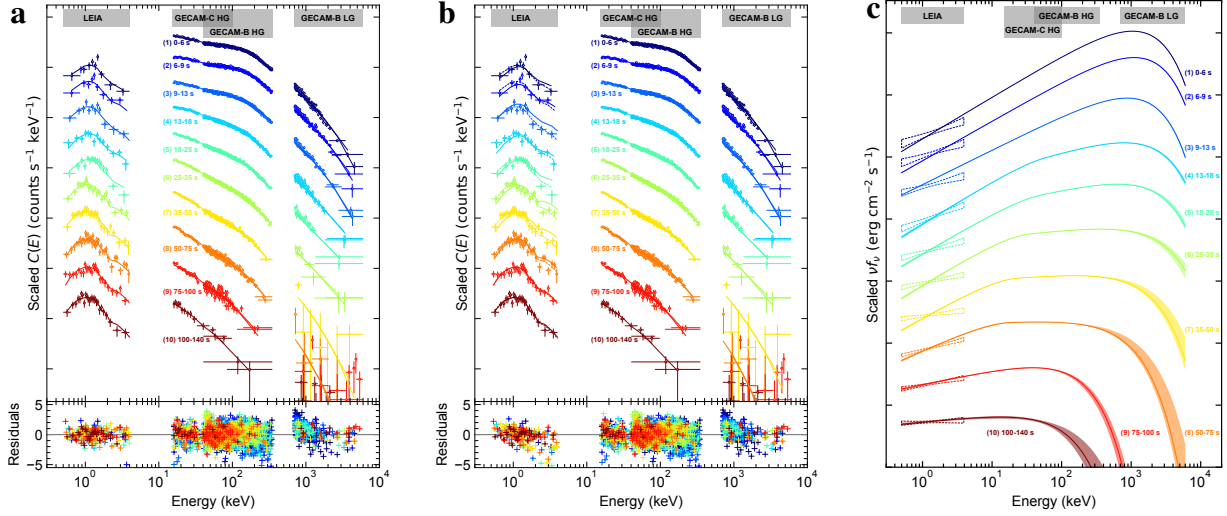 a
LEIA
GECAM-C HG
GECAM-B HG
GECAM-B LG
(1) 0-6 s
(2) 6-9 s
(3) 9-13 s
(4) 13-18 s
(5) 18-25 s
(6) 25-35 s
(7) 35-50 s
(8) 50-75 s
(9) 75-100 s
(10) 100-140 s
Scaled C(E) (counts s⁻¹ keV⁻¹)
Residuals
5
0
−5
10⁰ 10¹ 10² 10³ 10⁴
Energy (keV)
b
LEIA
GECAM-C HG
GECAM-B HG
GECAM-B LG
(1) 0-6 s
(2) 6-9 s
(3) 9-13 s
(4) 13-18 s
(5) 18-25 s
(6) 25-35 s
(7) 35-50 s
(8) 50-75 s
(9) 75-100 s
(10) 100-140 s
Scaled C(E) (counts s⁻¹ keV⁻¹)
Residuals
5
0
−5
10⁰ 10¹ 10² 10³ 10⁴
Energy (keV)
c
LEIA
GECAM-B HG
GECAM-C HG
GECAM-B LG
(1) 0-6 s
(2) 6-9 s
(3) 9-13 s
(4) 13-18 s
(5) 18-25 s
(6) 25-35 s
(7) 35-50 s
(8) 50-75 s
(9) 75-100 s
(10) 100-140 s
Scaled νfᵥ (erg cm⁻² s⁻¹)
10⁰ 10¹ 10² 10³ 10⁴
Energy (keV)